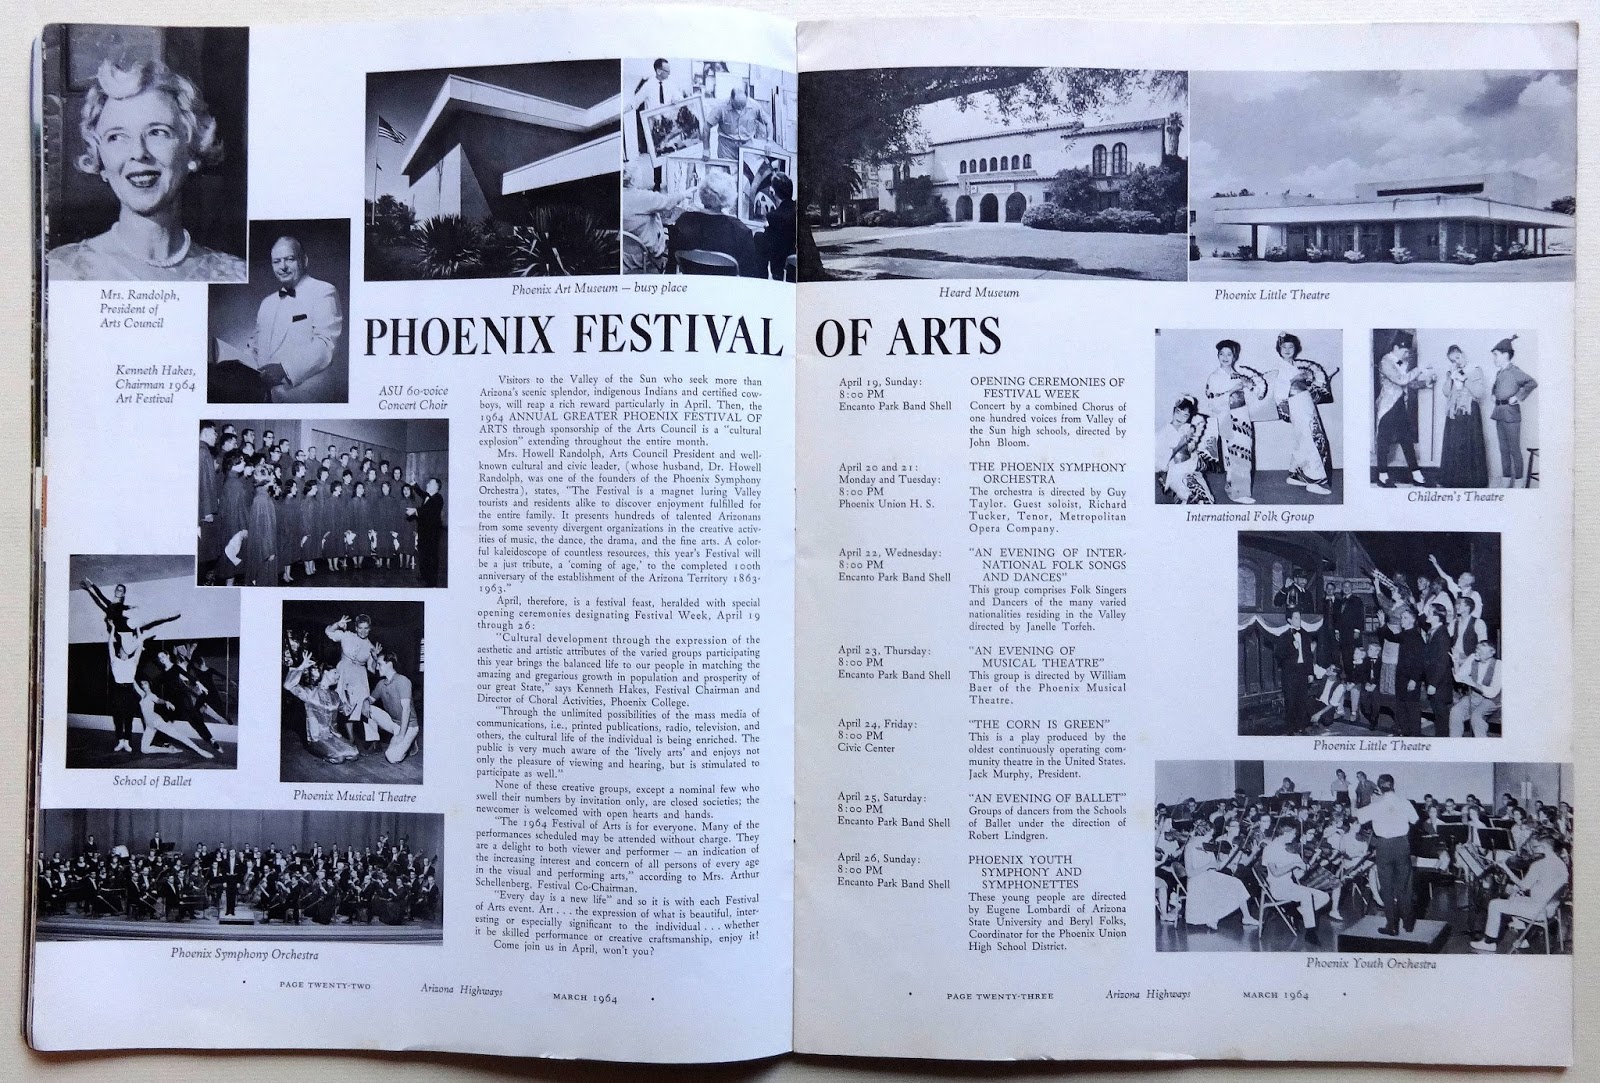 Mrs. Randolph,
President of
Arts Council
Kenneth Hakes,
Chairman 1964
Art Festival
ASU 60-voice
Concert Choir
School of Ballet
Phoenix Musical Theatre
Phoenix Symphony Orchestra
Phoenix Art Museum — busy place
PHOENIX FESTIVAL OF ARTS
Visitors to the Valley of the Sun who seek more than
Arizona's scenic splendor, indigenous Indians and certified cow-
boys, will reap a rich reward particularly in April. Then, the
1964 ANNUAL GREATER PHOENIX FESTIVAL OF
ARTS through sponsorship of the Arts Council is a "cultural
explosion" extending throughout the entire month.
Mrs. Howell Randolph, Arts Council President and well-
known cultural and civic leader, (whose husband, Dr. Howell
Randolph, was one of the founders of the Phoenix Symphony
Orchestra), states, "The Festival is a magnet luring Valley
tourists and residents alike to discover enjoyment fulfilled for
the entire family. It presents hundreds of talented Arizonans
from some seventy divergent organizations in the creative activ-
ities of music, the dance, the drama, and the fine arts. A color-
ful kaleidoscope of countless resources, this year's Festival will
be a just tribute, a 'coming of age,' to the completed 100th
anniversary of the establishment of the Arizona Territory 1863-
1963."
April, therefore, is a festival feast, heralded with special
opening ceremonies designating Festival Week, April 19
through 26:
"Cultural development through the expression of the
aesthetic and artistic attributes of the varied groups participating
this year brings the balanced life to our people in matching the
amazing and gregarious growth in population and prosperity of
our great State," says Kenneth Hakes, Festival Chairman and
Director of Choral Activities, Phoenix College.
"Through the unlimited possibilities of the mass media of
communications, i.e., printed publications, radio, television, and
others, the cultural life of the individual is being enriched. The
public is very much aware of the 'lively arts' and enjoys not
only the pleasure of viewing and hearing, but is stimulated to
participate as well."
None of these creative groups, except a nominal few who
swell their numbers by invitation only, are closed societies; the
newcomer is welcomed with open hearts and hands.
"The 1964 Festival of Arts is for everyone. Many of the
performances scheduled may be attended without charge. They
are a delight to both viewer and performer — an indication of
the increasing interest and concern of all persons of every age
in the visual and performing arts," according to Mrs. Arthur
Schellenberg, Festival Co-Chairman.
"Every day is a new life" and so it is with each Festival
of Arts event. Art . . . the expression of what is beautiful, inter-
esting or especially significant to the individual . . . whether
it be skilled performance or creative craftsmanship, enjoy it!
Come join us in April, won't you?
• PAGE TWENTY-TWO Arizona Highways MARCH 1964 •
Heard Museum
Phoenix Little Theatre
April 19, Sunday:
8:00 PM
Encanto Park Band Shell
OPENING CEREMONIES OF
FESTIVAL WEEK
Concert by a combined Chorus of
one hundred voices from Valley of
the Sun high schools, directed by
John Bloom.
April 20 and 21:
Monday and Tuesday:
8:00 PM
Phoenix Union H. S.
THE PHOENIX SYMPHONY
ORCHESTRA
The orchestra is directed by Guy
Taylor. Guest soloist, Richard
Tucker, Tenor, Metropolitan
Opera Company.
April 22, Wednesday:
8:00 PM
Encanto Park Band Shell
"AN EVENING OF INTER-
NATIONAL FOLK SONGS
AND DANCES"
This group comprises Folk Singers
and Dancers of the many varied
nationalities residing in the Valley
directed by Janelle Torfeh.
April 23, Thursday:
8:00 PM
Encanto Park Band Shell
"AN EVENING OF
MUSICAL THEATRE"
This group is directed by William
Baer of the Phoenix Musical
Theatre.
April 24, Friday:
8:00 PM
Civic Center
"THE CORN IS GREEN"
This is a play produced by the
oldest continuously operating com-
munity theatre in the United States.
Jack Murphy, President.
April 25, Saturday:
8:00 PM
Encanto Park Band Shell
"AN EVENING OF BALLET"
Groups of dancers from the Schools
of Ballet under the direction of
Robert Lindgren.
April 26, Sunday:
8:00 PM
Encanto Park Band Shell
PHOENIX YOUTH
SYMPHONY AND
SYMPHONETTES
These young people are directed
by Eugene Lombardi of Arizona
State University and Beryl Folks,
Coordinator for the Phoenix Union
High School District.
International Folk Group
Children's Theatre
Phoenix Little Theatre
Phoenix Youth Orchestra
• PAGE TWENTY-THREE Arizona Highways MARCH 1964 •